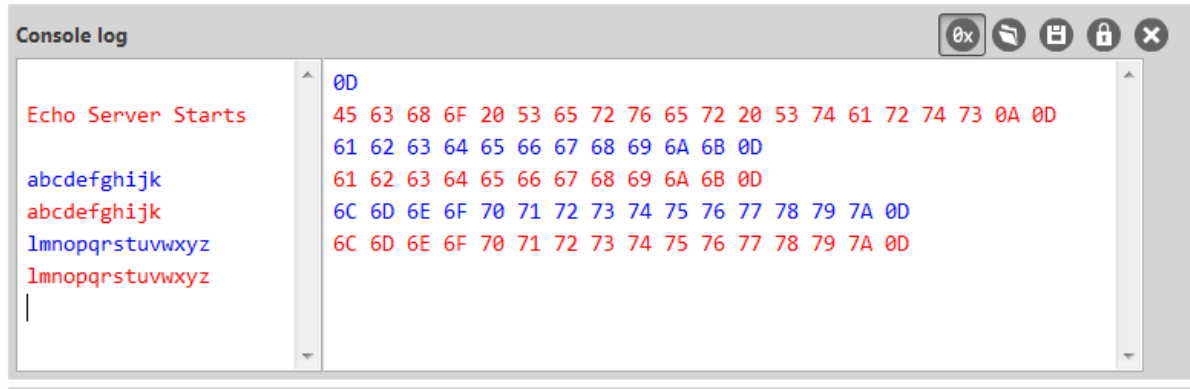 Console log
0x
Echo Server Starts
abcdefghijk
abcdefghijk
lmnopqrstuvwxyz
lmnopqrstuvwxyz
0D
45 63 68 6F 20 53 65 72 76 65 72 20 53 74 61 72 74 73 0A 0D
61 62 63 64 65 66 67 68 69 6A 6B 0D
61 62 63 64 65 66 67 68 69 6A 6B 0D
6C 6D 6E 6F 70 71 72 73 74 75 76 77 78 79 7A 0D
6C 6D 6E 6F 70 71 72 73 74 75 76 77 78 79 7A 0D